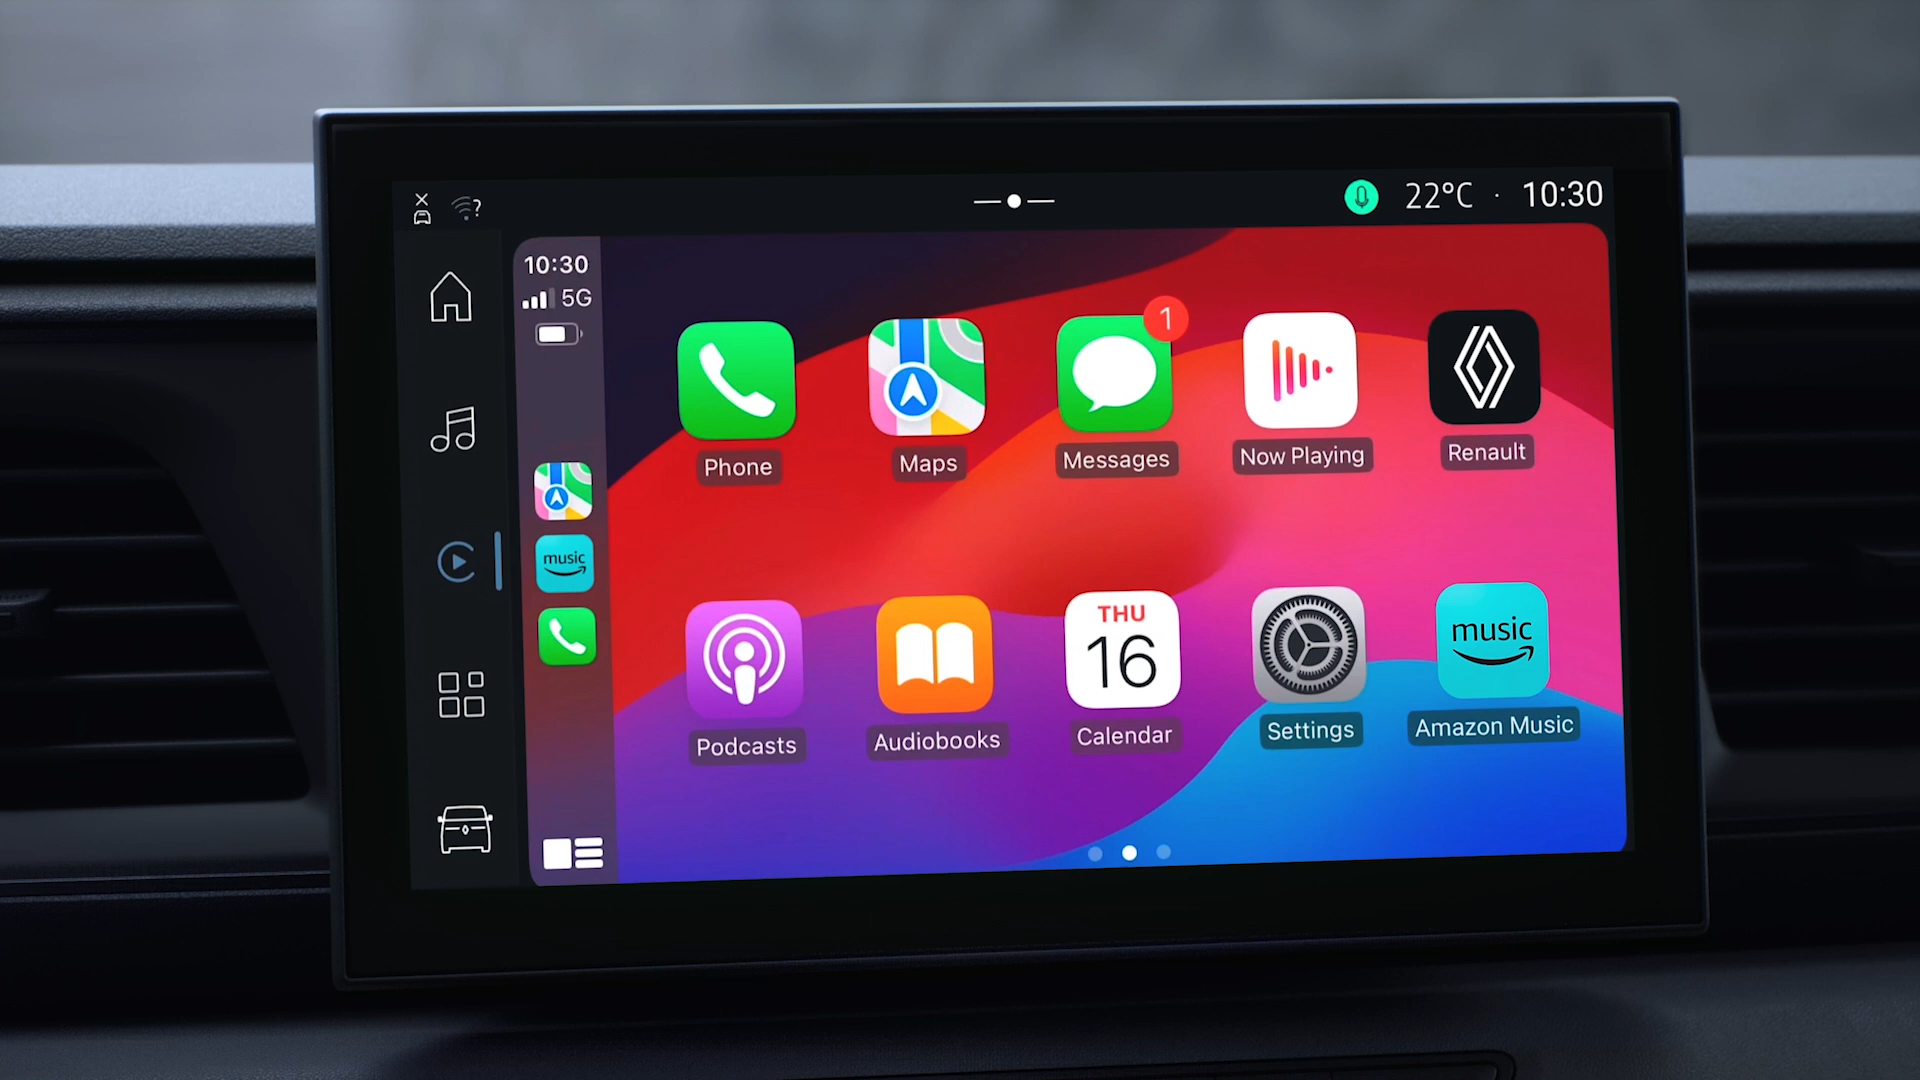 ?
22°C · 10:30
10:30
5G
1
Phone
Maps
Messages
Now Playing
Renault
music
THU
16
music
Podcasts
Audiobooks
Calendar
Settings
Amazon Music